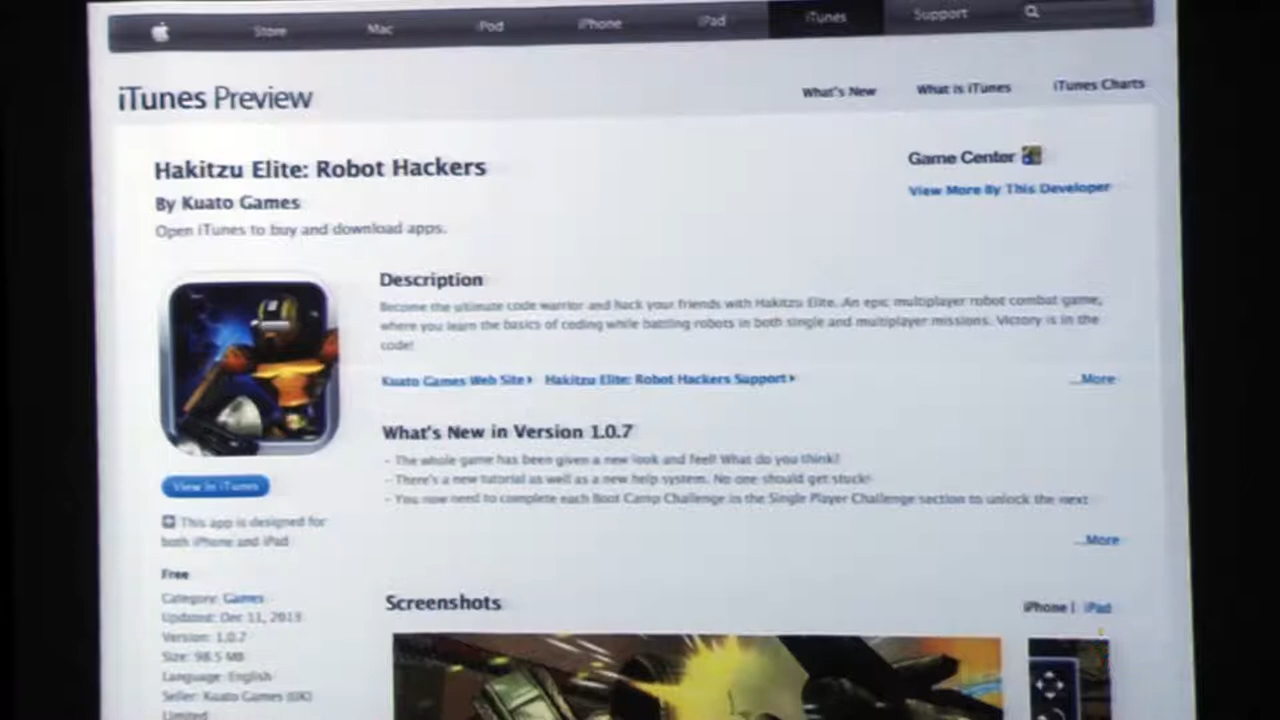 Store Mac iPod iPhone iPad iTunes Support
iTunes Preview
What's New What is iTunes iTunes Charts
Hakitzu Elite: Robot Hackers
By Kuato Games
Open iTunes to buy and download apps.
Game Center
View More By This Developer
Description
Become the ultimate code warrior and hack your friends with Hakitzu Elite. An epic multiplayer robot combat game,
where you learn the basics of coding while battling robots in both single and multiplayer missions. Victory is in the
code!
Kuato Games Web Site Hakitzu Elite: Robot Hackers Support
...More
What's New in Version 1.0.7
- The whole game has been given a new look and feel! What do you think?
- There's a new tutorial as well as a new help system. No one should get stuck!
- You now need to complete each Boot Camp Challenge in the Single Player Challenge section to unlock the next
...More
View in iTunes
This app is designed for
both iPhone and iPad
Free
Category: Games
Updated: Dec 11, 2013
Version: 1.0.7
Size: 98.5 MB
Language: English
Seller: Kuato Games (UK)
Limited
Screenshots
iPhone | iPad